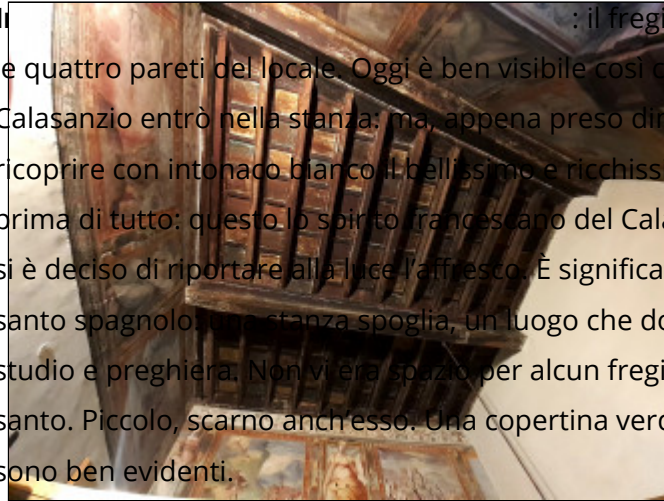 : il fregi
e quattro pareti del locale. Oggi è ben visibile così
Calasanzio entrò nella stanza: ma, appena preso
ricoprire con intonaco bianco il bellissimo e ricchiss
prima di tutto: questo lo spirito francescano del Cala
si è deciso di riportare alla luce l'affresco. È significa
santo spagnolo: stanza spoglia, un luogo che do
studio e preghiera. Non vi era spazio per alcun fregi
santo. Piccolo, scarno anch'esso. Una copertina verd
sono ben evidenti.